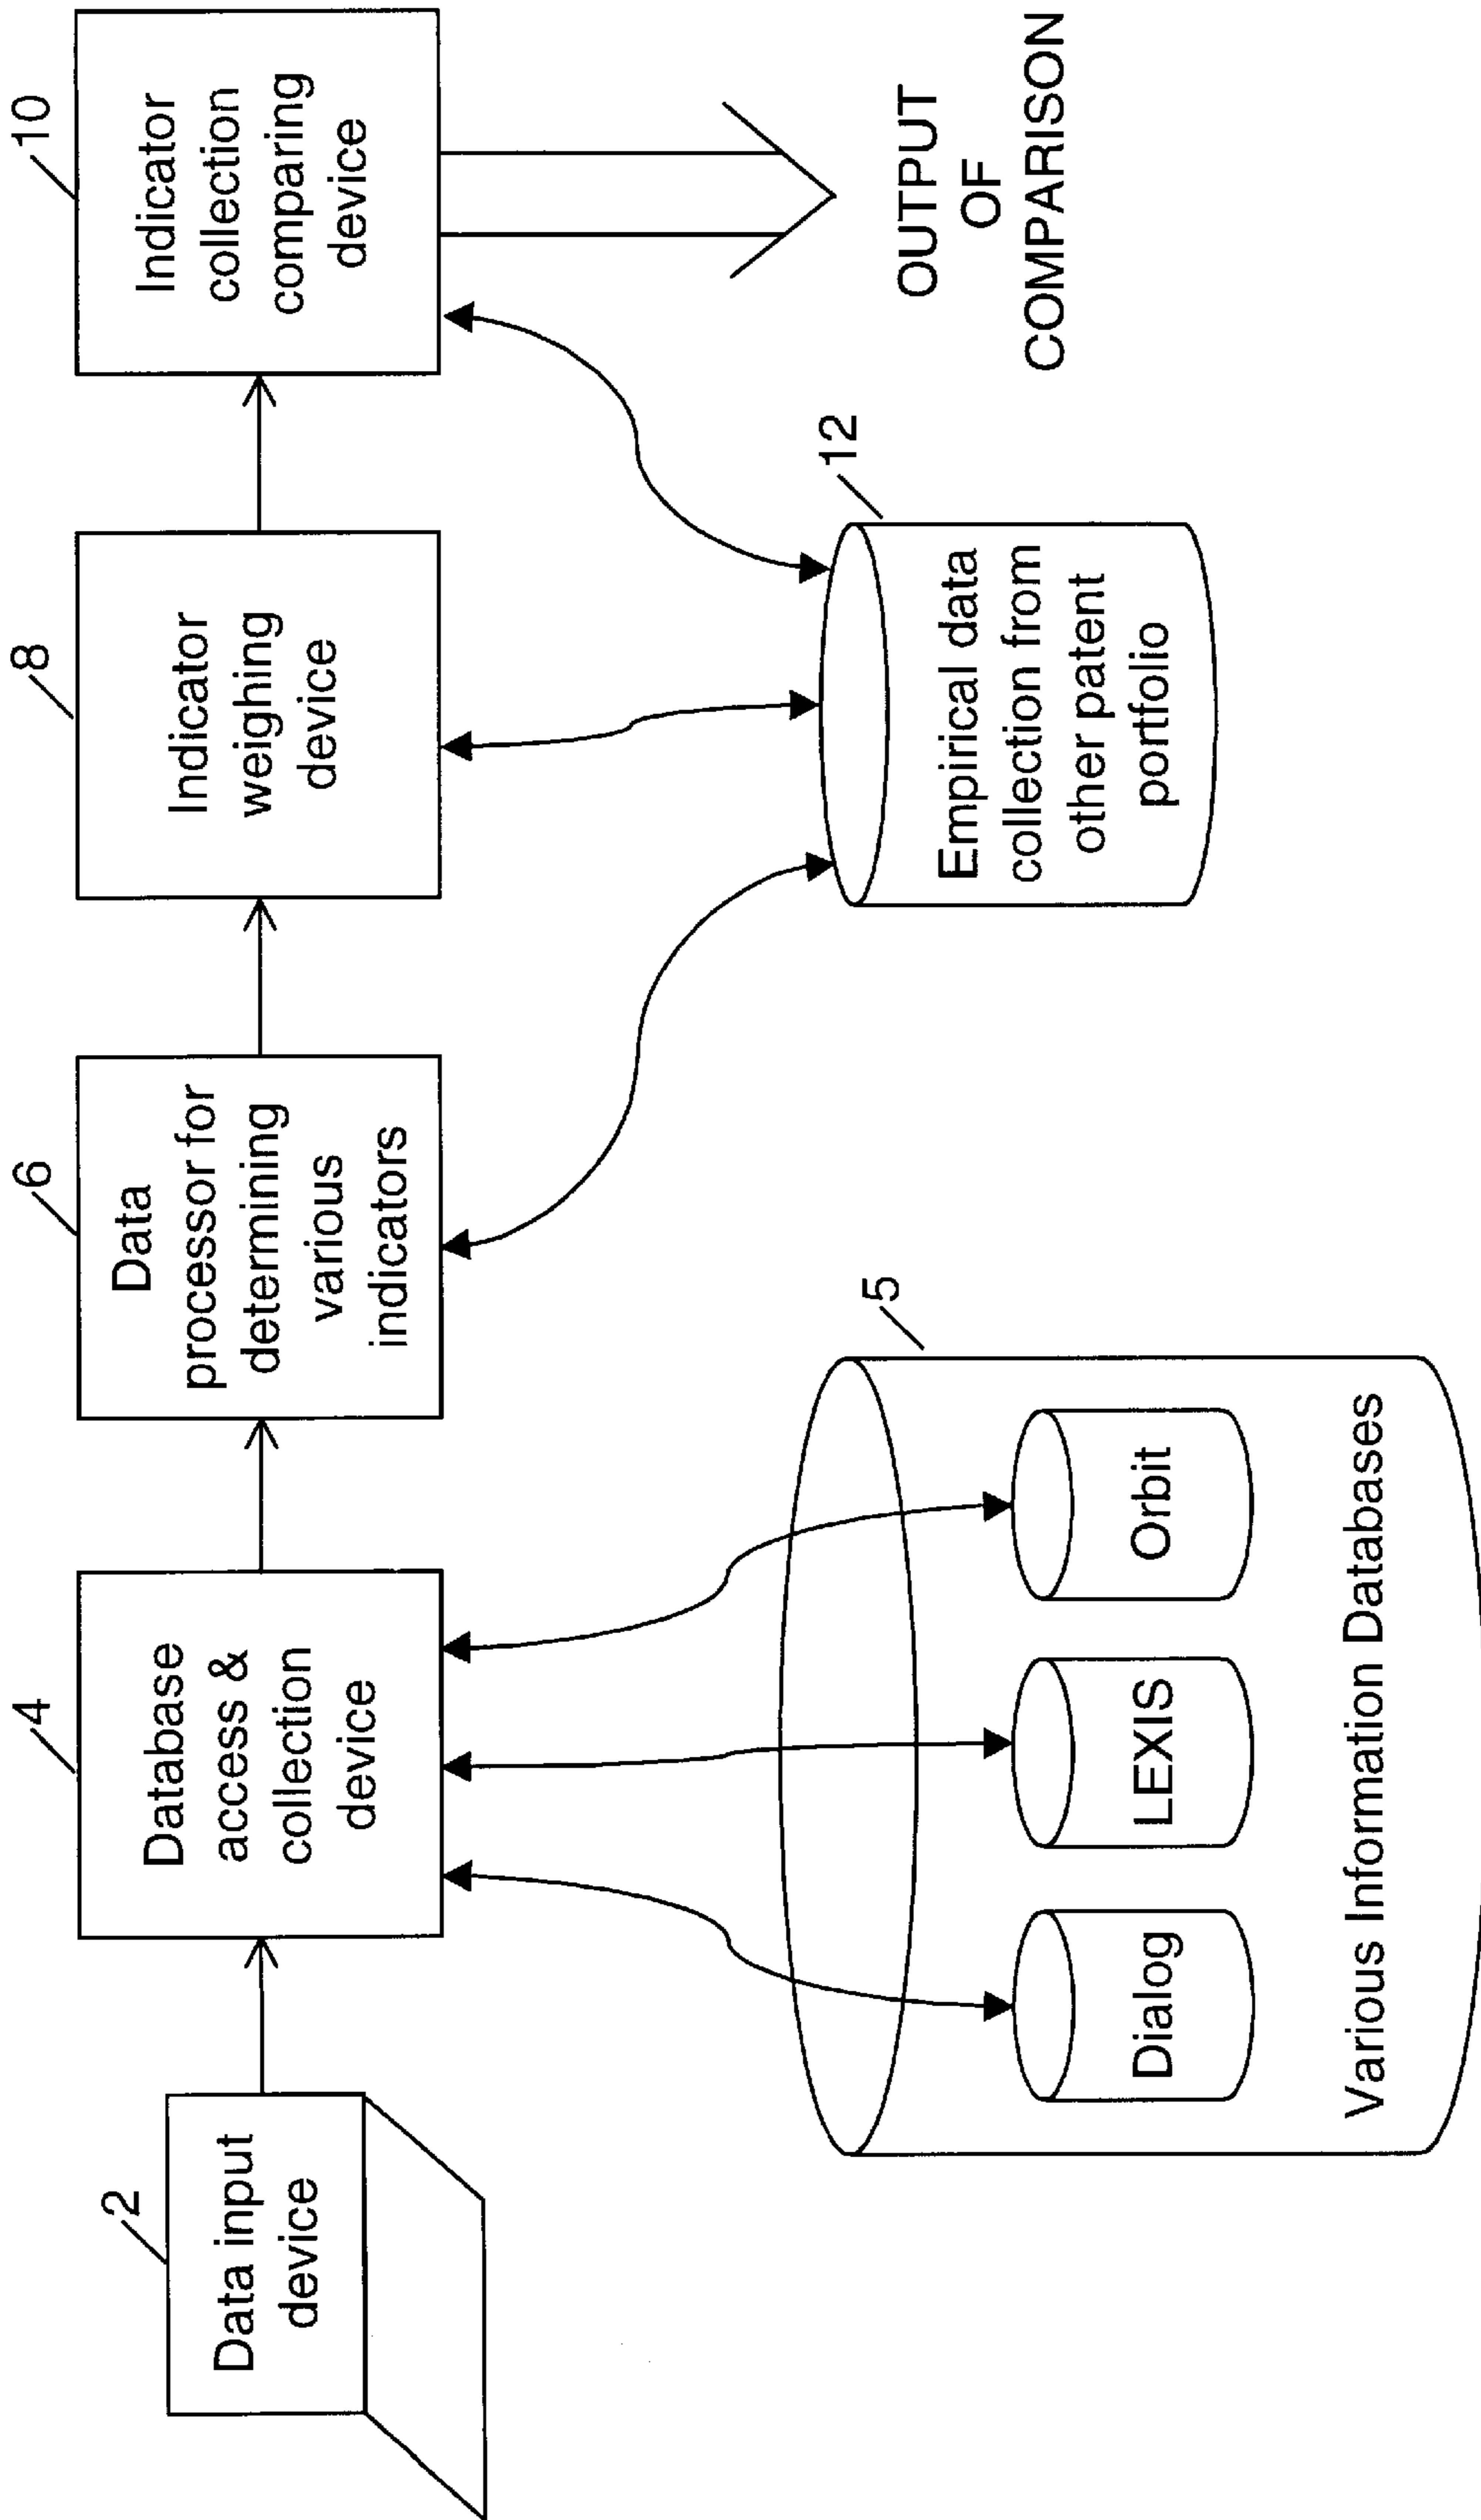 2
Data input
device
4
Database
access &
collection
device
6
Data
processor for
determining
various
indicators
8
Indicator
weighing
device
10
Indicator
collection
comparing
device
5
Dialog
LEXIS
Orbit
Various Information Databases
12
Empirical data
collection from
other patent
portfolio
OUTPUT
OF
COMPARISON